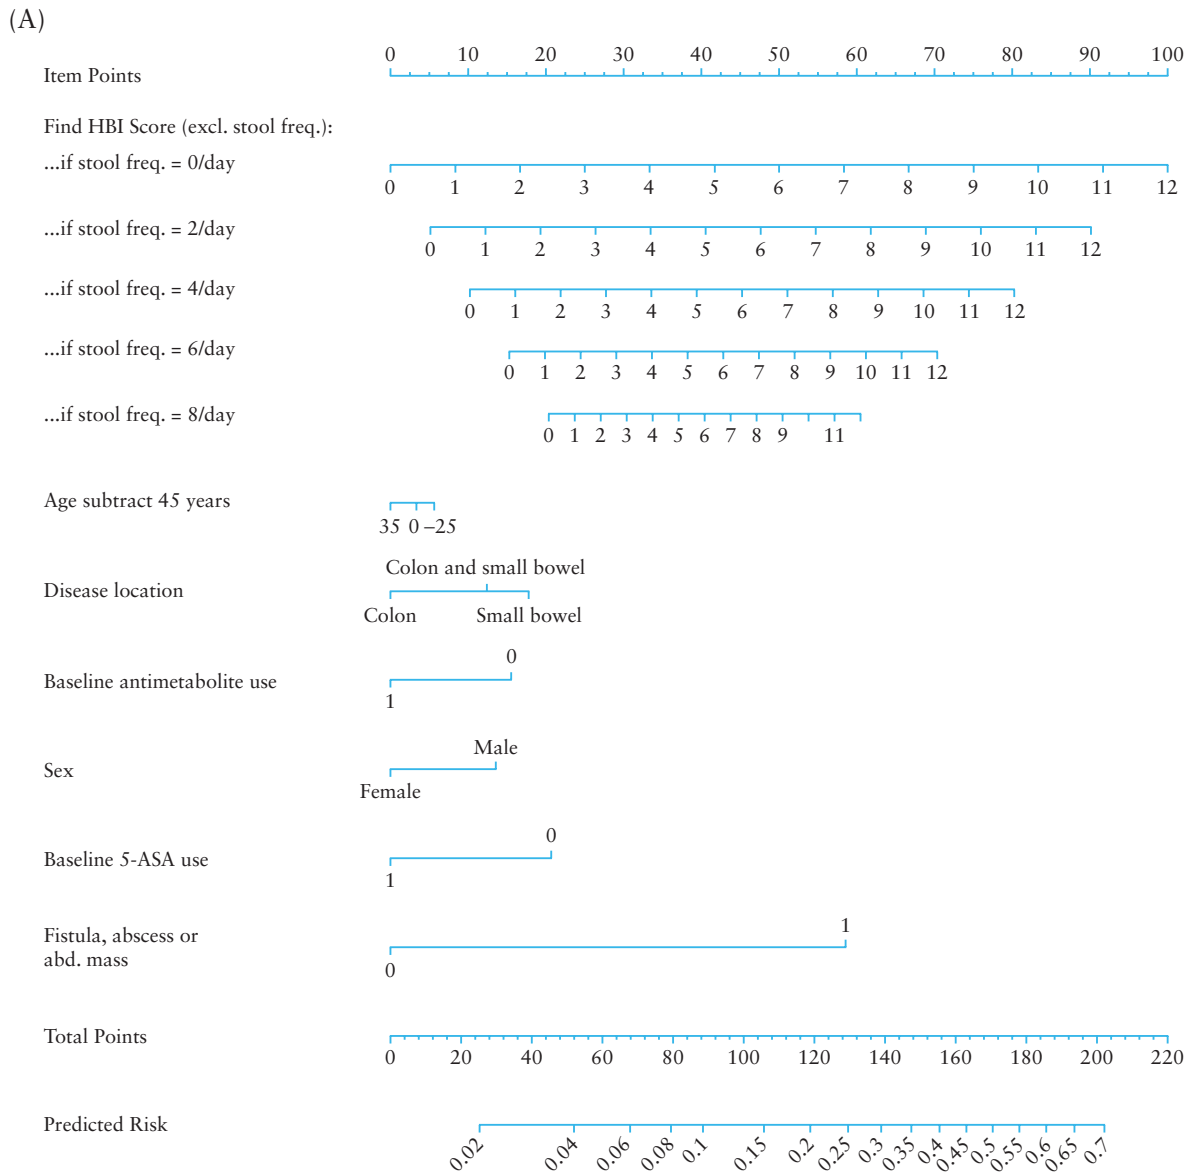 (A)
0 10 20 30 40 50 60 70 80 90 100
Item Points
Find HBI Score (excl. stool freq.):
...if stool freq. = 0/day
0 1 2 3 4 5 6 7 8 9 10 11 12
...if stool freq. = 2/day
0 1 2 3 4 5 6 7 8 9 10 11 12
...if stool freq. = 4/day
0 1 2 3 4 5 6 7 8 9 10 11 12
...if stool freq. = 6/day
0 1 2 3 4 5 6 7 8 9 10 11 12
...if stool freq. = 8/day
0 1 2 3 4 5 6 7 8 9 11
Age subtract 45 years
35 0 –25
Colon and small bowel
Disease location
Colon Small bowel
0
Baseline antimetabolite use
1
Male
Sex
Female
0
Baseline 5-ASA use
1
1
Fistula, abscess or
abd. mass
0
Total Points
0 20 40 60 80 100 120 140 160 180 200 220
Predicted Risk
0.02 0.04 0.06 0.08 0.1 0.15 0.2 0.25 0.3 0.35 0.4 0.45 0.5 0.55 0.6 0.65 0.7